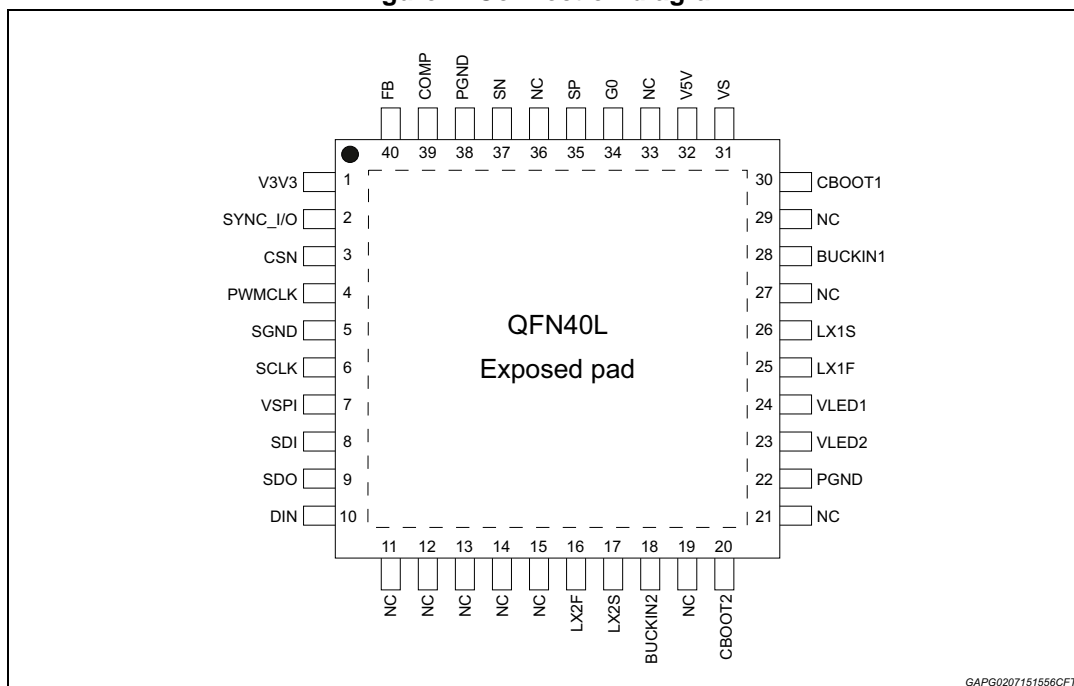 FB COMP PGND SN NC SP G0 NC V5V VS
40 39 38 37 36 35 34 33 32 31
V3V3 1 30 CBOOT1
SYNC_I/O 2 29 NC
CSN 3 28 BUCKIN1
PWMCLK 4 27 NC
SGND 5 26 LX1S
SCLK 6 25 LX1F
VSPI 7 24 VLED1
SDI 8 23 VLED2
SDO 9 22 PGND
DIN 10 21 NC
QFN40L
Exposed pad
11 12 13 14 15 16 17 18 19 20
NC NC NC NC NC LX2F LX2S BUCKIN2 NC CBOOT2
GAPG0207151556CFT